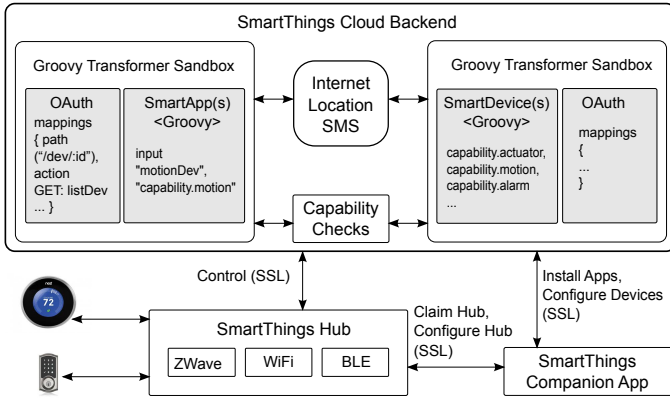 SmartThings Cloud Backend
Groovy Transformer Sandbox
OAuth
mappings
{ path
(“/dev/:id”),
action
GET: listDev
... }
SmartApp(s)
<Groovy>
input
"motionDev",
"capability.motion"
Internet
Location
SMS
Capability
Checks
Groovy Transformer Sandbox
SmartDevice(s)
<Groovy>
capability.actuator,
capability.motion,
capability.alarm
...
OAuth
mappings
{
...
}
Control (SSL)
Install Apps,
Configure Devices
(SSL)
nest
72
SmartThings Hub
ZWave
WiFi
BLE
Claim Hub,
Configure Hub
(SSL)
SmartThings
Companion App